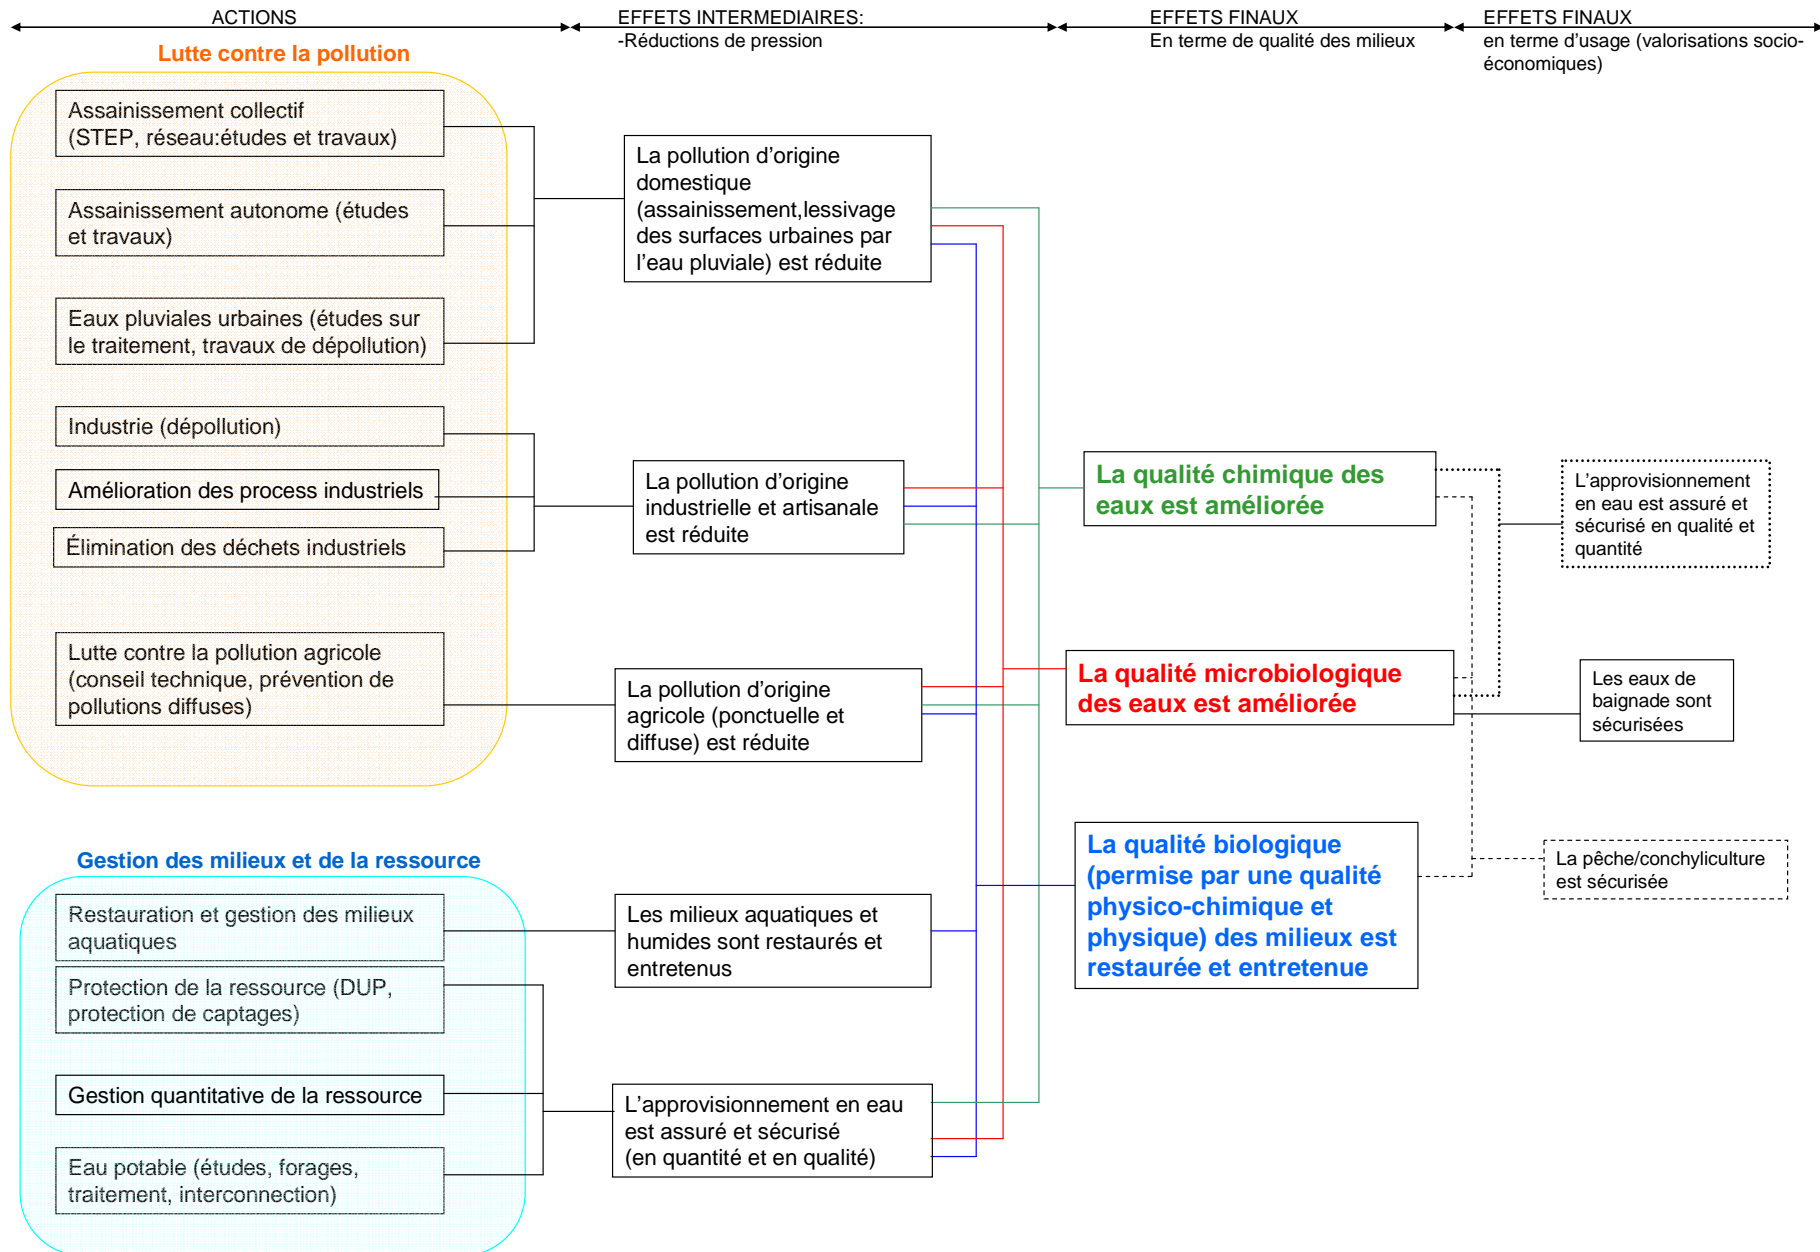 ACTIONS
EFFETS INTERMEDIAIRES:
-Réductions de pression
EFFETS FINAUX
En terme de qualité des milieux
EFFETS FINAUX
en terme d'usage (valorisations socio-
économiques)
Lutte contre la pollution
Assainissement collectif
(STEP, réseau:études et travaux)
Assainissement autonome (études
et travaux)
Eaux pluviales urbaines (études sur
le traitement, travaux de dépollution)
Industrie (dépollution)
Amélioration des process industriels
Élimination des déchets industriels
Lutte contre la pollution agricole
(conseil technique, prévention de
pollutions diffuses)
Gestion des milieux et de la ressource
Restauration et gestion des milieux
aquatiques
Protection de la ressource (DUP,
protection de captages)
Gestion quantitative de la ressource
Eau potable (études, forages,
traitement, interconnection)
La pollution d'origine
domestique
(assainissement,lessivage
des surfaces urbaines par
l'eau pluviale) est réduite
La pollution d'origine
industrielle et artisanale
est réduite
La pollution d'origine
agricole (ponctuelle et
diffuse) est réduite
Les milieux aquatiques et
humides sont restaurés et
entretenus
L'approvisionnement en eau
est assuré et sécurisé
(en quantité et en qualité)
La qualité chimique des
eaux est améliorée
La qualité microbiologique
des eaux est améliorée
La qualité biologique
(permise par une qualité
physico-chimique et
physique) des milieux est
restaurée et entretenue
L'approvisionnement
en eau est assuré et
sécurisé en qualité et
quantité
Les eaux de
baignade sont
sécurisées
La pêche/conchyliculture
est sécurisée